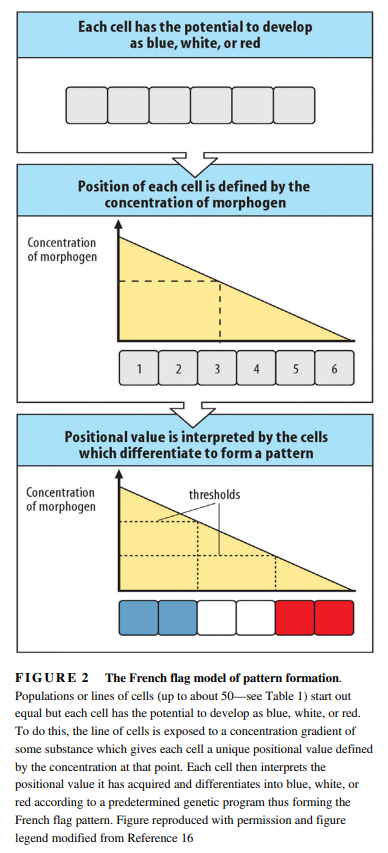 Each cell has the potential to develop
as blue, white, or red
Position of each cell is defined by the
concentration of morphogen
Concentration
of morphogen
1 2 3 4 5 6
Positional value is interpreted by the cells
which differentiate to form a pattern
Concentration
of morphogen
thresholds
FIGURE 2 The French flag model of pattern formation.
Populations or lines of cells (up to about 50—see Table 1) start out
equal but each cell has the potential to develop as blue, white, or red.
To do this, the line of cells is exposed to a concentration gradient of
some substance which gives each cell a unique positional value defined
by the concentration at that point. Each cell then interprets the
positional value it has acquired and differentiates into blue, white, or
red according to a predetermined genetic program thus forming the
French flag pattern. Figure reproduced with permission and figure
legend modified from Reference 16